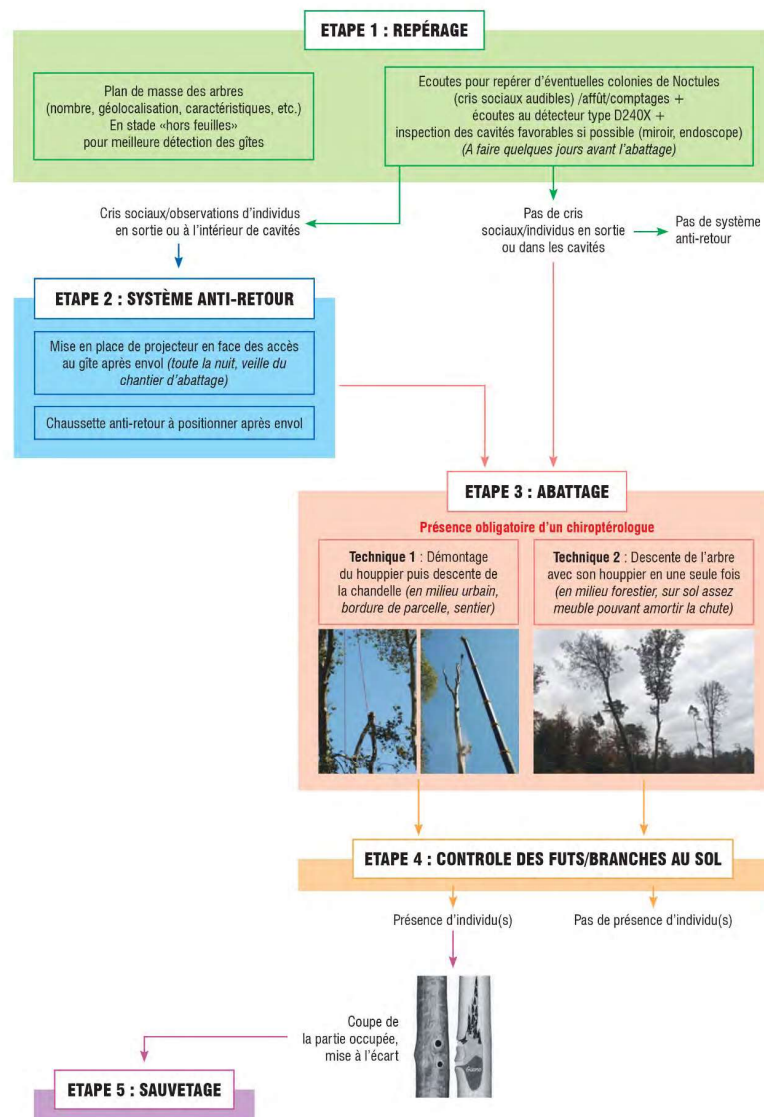 ETAPE 1 : REPÉRAGE
Plan de masse des arbres
(nombre, géolocalisation, caractéristiques, etc.)
En stade «hors feuilles»
pour meilleure détection des gîtes
Ecoutes pour repérer d’éventuelles colonies de Noctules
(cris sociaux audibles) /affût/comptages +
écoutes au détecteur type D240X +
inspection des cavités favorables si possible (miroir, endoscope)
(A faire quelques jours avant l’abattage)
Cris sociaux/observations d’individus
en sortie ou à l’intérieur de cavités
Pas de cris
sociaux/individus en sortie
ou dans les cavités
Pas de système
anti-retour
ETAPE 2 : SYSTÈME ANTI-RETOUR
Mise en place de projecteur en face des accès
au gîte après envol (toute la nuit, veille du
chantier d’abattage)
Chaussette anti-retour à positionner après envol
ETAPE 3 : ABATTAGE
Présence obligatoire d’un chiroptérologue
Technique 1 : Démontage
du houppier puis descente de
la chandelle (en milieu urbain,
bordure de parcelle, sentier)
Technique 2 : Descente de l’arbre
avec son houppier en une seule fois
(en milieu forestier, sur sol assez
meuble pouvant amortir la chute)
ETAPE 4 : CONTROLE DES FUTS/BRANCHES AU SOL
Présence d’individu(s)
Pas de présence d’individu(s)
Coupe de
la partie occupée,
mise à l’écart
ETAPE 5 : SAUVETAGE